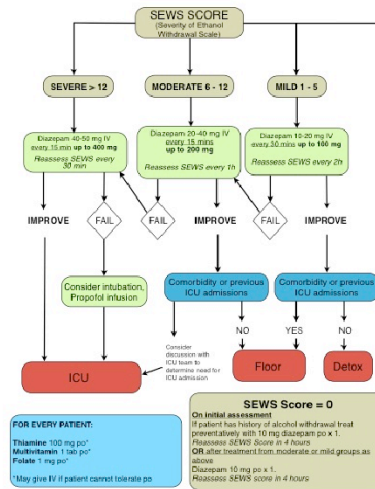 SEWS SCORE
(Severity of Ethanol
Withdrawal Scale)
SEVERE > 12
MODERATE 6 - 12
MILD 1 - 5
Diazepam 40-50 mg IV
every 15 min up to 400 mg
Reassess SEWS every
30 min
Diazepam 20-40 mg IV
every 15 mins
up to 200 mg
Reassess SEWS every 1h
Diazepam 10-20 mg IV
every 30 mins up to 100 mg
Reassess SEWS every 2h
IMPROVE
FAIL
FAIL
IMPROVE
FAIL
IMPROVE
Consider intubation,
Propofol infusion
Comorbidity or previous
ICU admissions
Comorbidity or previous
ICU admissions
Consider
discussion with
ICU team to
determine need for
ICU admission
NO
YES
NO
ICU
Floor
Detox
FOR EVERY PATIENT:
Thiamine 100 mg po*
Multivitamin 1 tab po*
Folate 1 mg po*
*May give IV if patient cannot tolerate po
SEWS Score = 0
On initial assessment
If patient has history of alcohol withdrawal treat
preventatively with 10 mg diazepam po x 1.
Reassess SEWS Score in 4 hours
OR after treatment from moderate or mild groups as
above
Diazepam 10 mg po x 1.
Reassess SEWS score in 4 hours